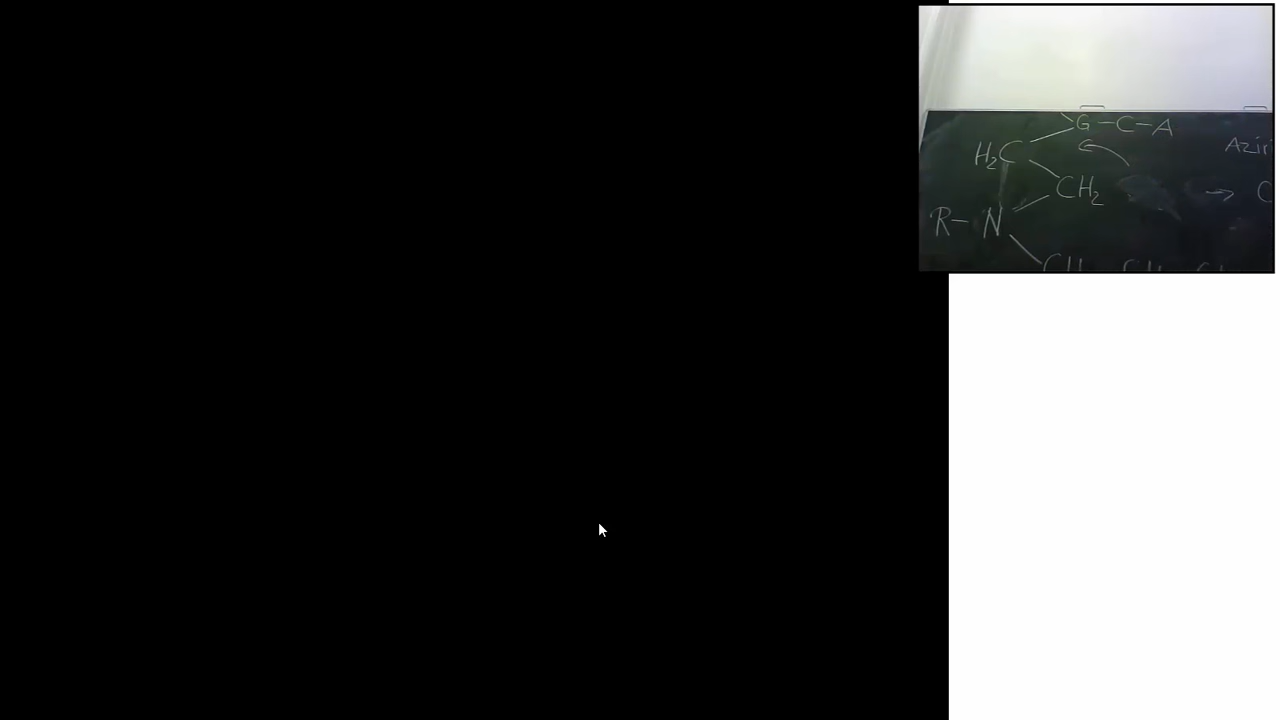 G-C-A
H₂C
Azir
CH₂
→ C
R-N